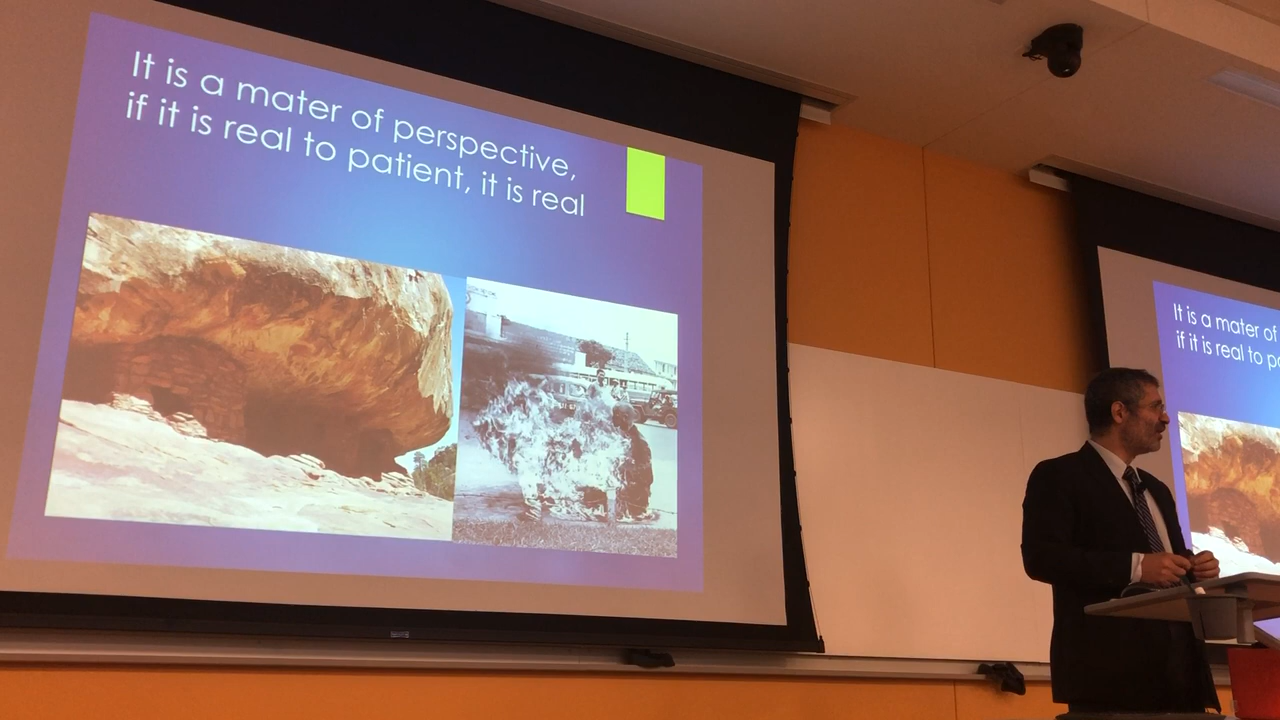 It is a mater of perspective,
if it is real to patient, it is real
It is a mater of
if it is real to